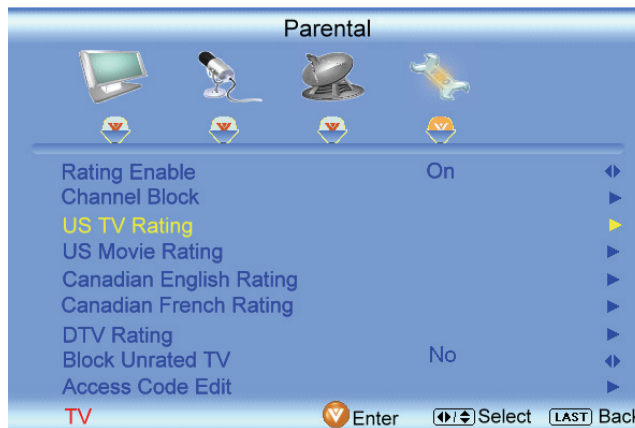 Parental
Rating Enable On
Channel Block
US TV Rating
US Movie Rating
Canadian English Rating
Canadian French Rating
DTV Rating
Block Unrated TV No
Access Code Edit
TV V Enter Select LAST Back